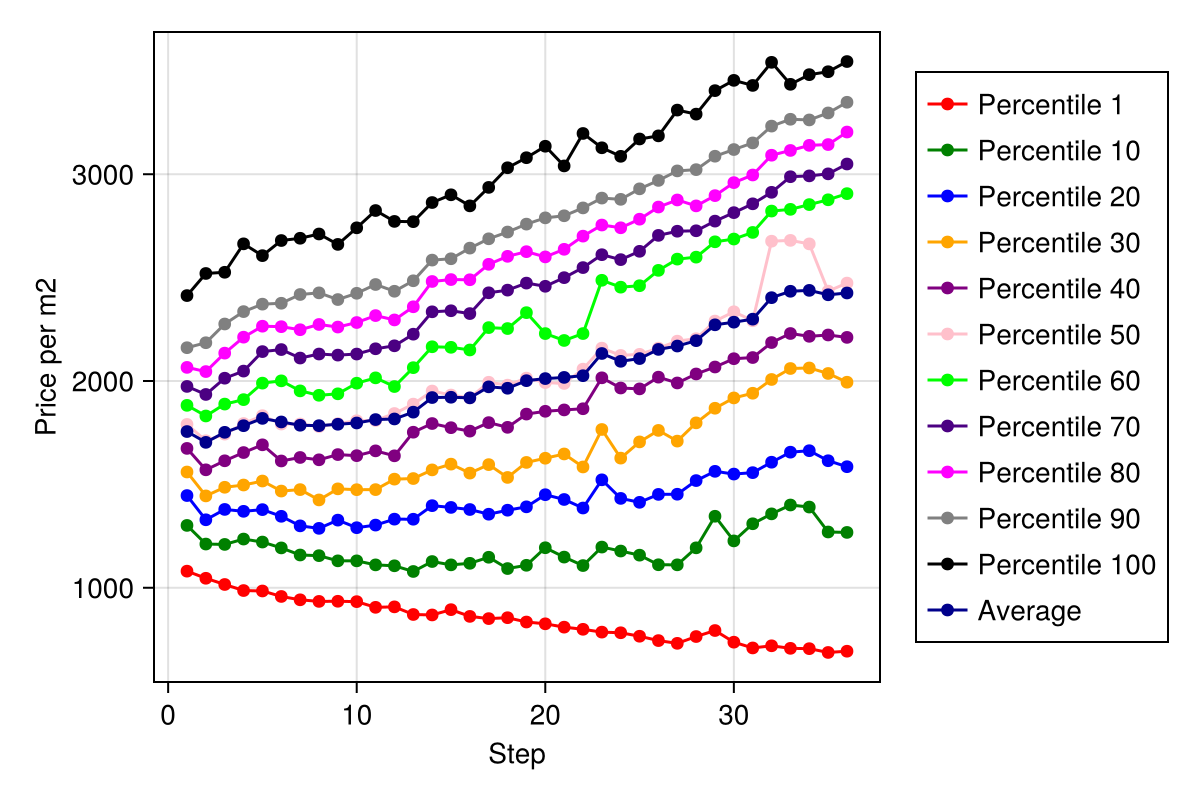 Price per m2
3000
2000
1000
0 10 20 30
Step
Percentile 1
Percentile 10
Percentile 20
Percentile 30
Percentile 40
Percentile 50
Percentile 60
Percentile 70
Percentile 80
Percentile 90
Percentile 100
Average